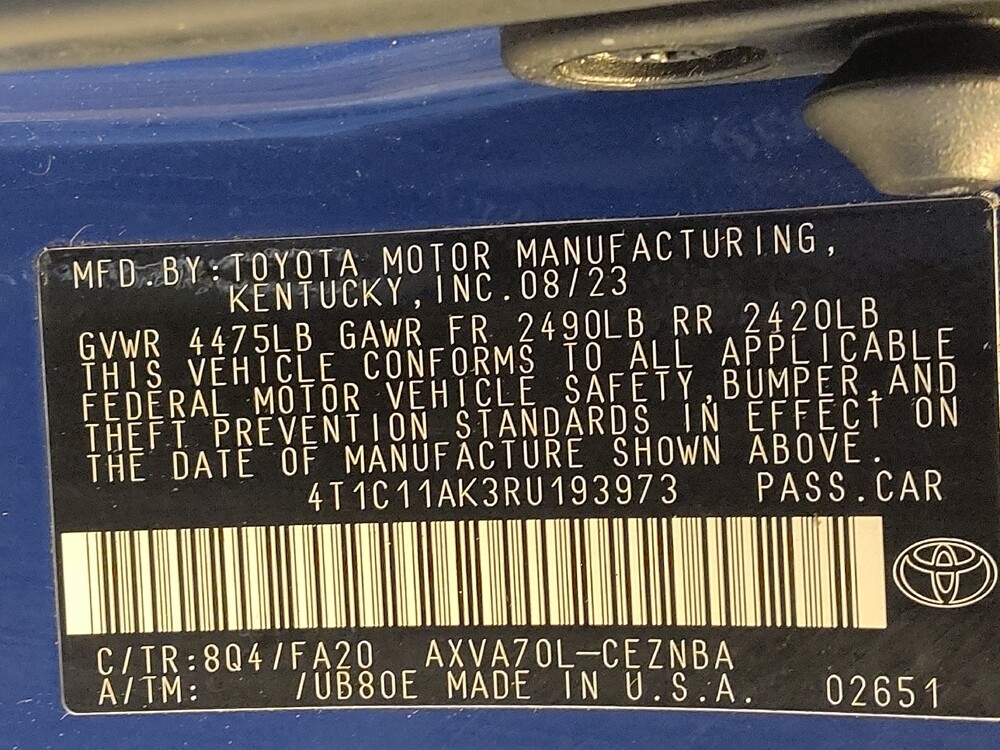 MFD.BY:TOYOTA MOTOR MANUFACTURING,
KENTUCKY,INC.08/23
GVWR 4475LB GAWR FR 2490LB RR 2420LB
THIS VEHICLE CONFORMS TO ALL APPLICABLE
FEDERAL MOTOR VEHICLE SAFETY,BUMPER,AND
THEFT PREVENTION STANDARDS IN EFFECT ON
THE DATE OF MANUFACTURE SHOWN ABOVE.
4T1C11AK3RU193973 PASS.CAR
C/TR:8Q4/FA20 AXVA70L-CEZNBA
A/TM: /UB80E MADE IN U.S.A. 02651